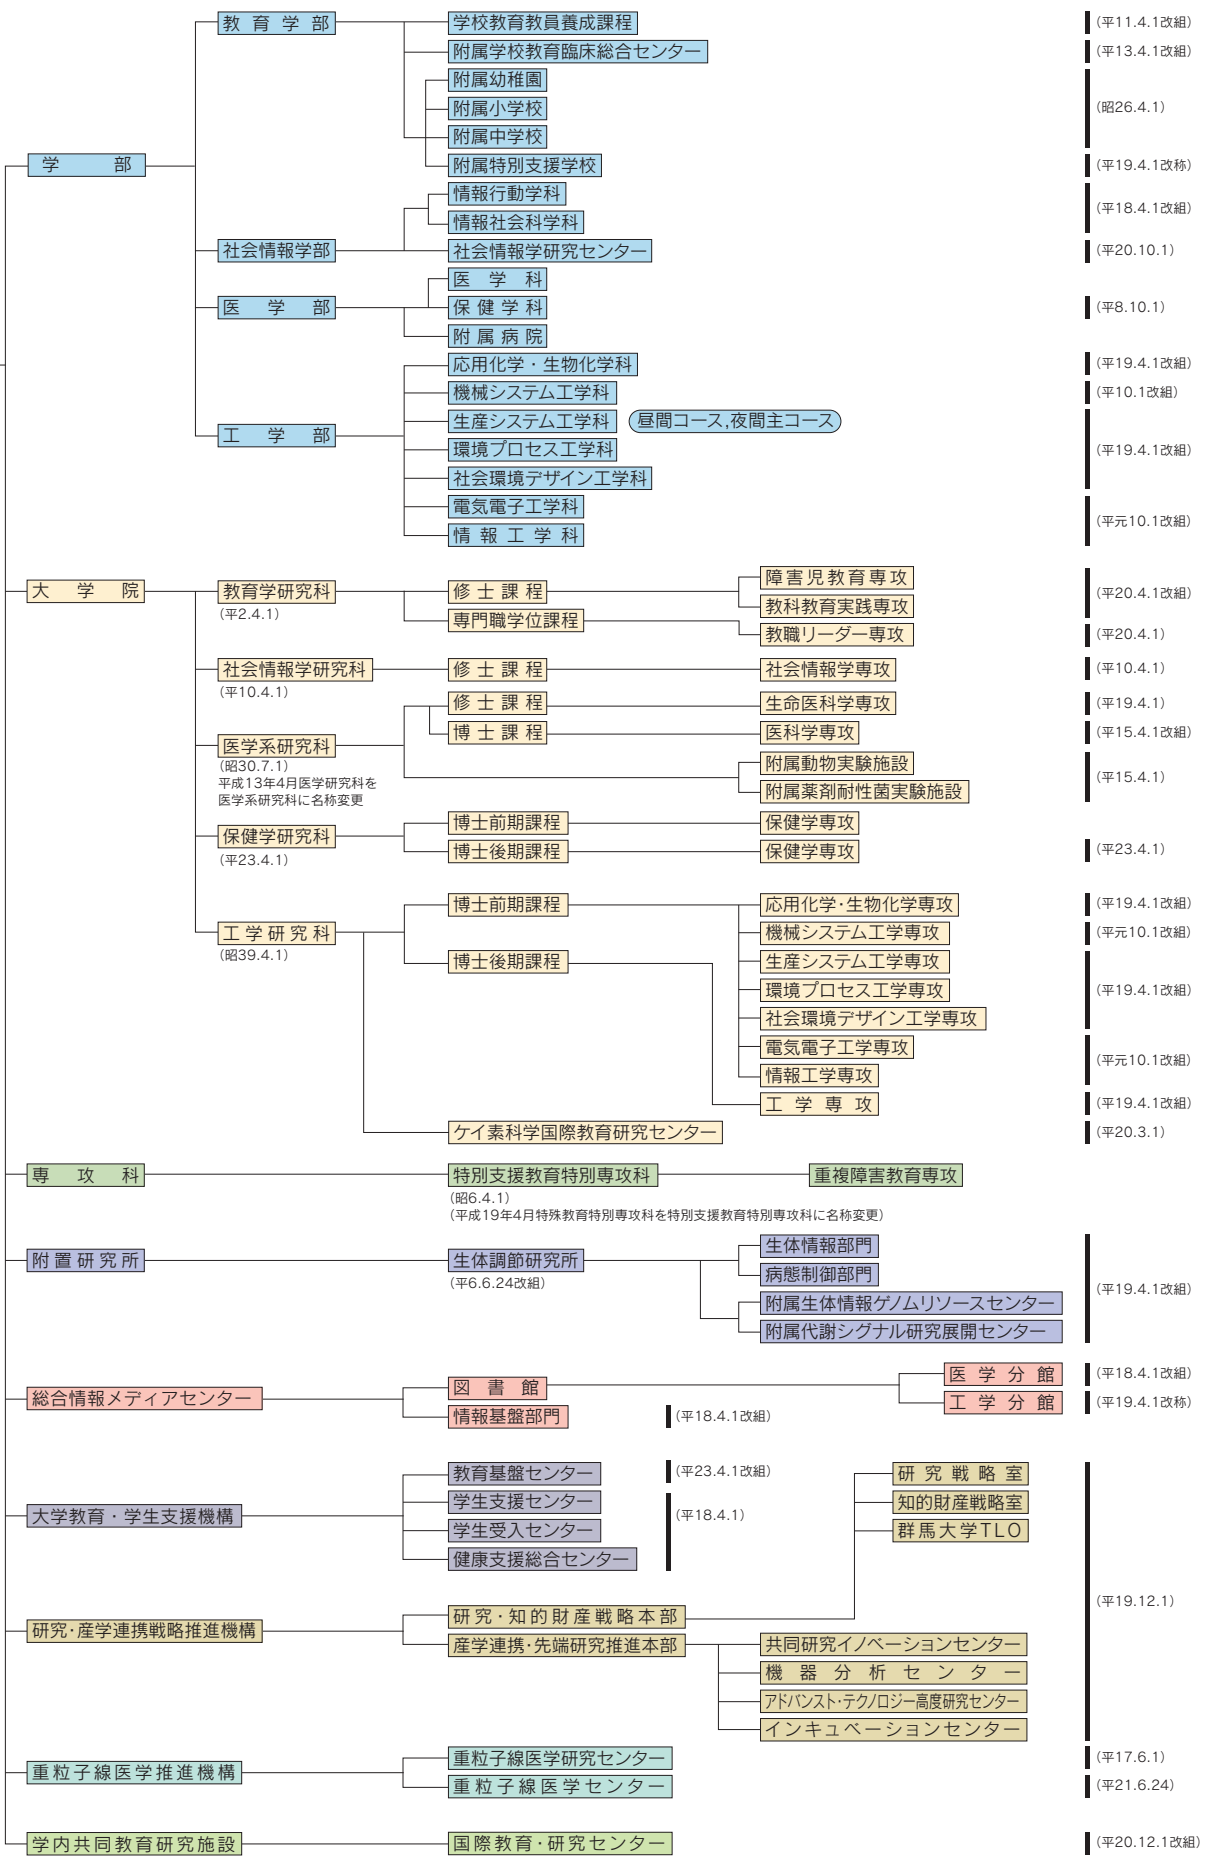 教育学部 学校教育教員養成課程 (平11.4.1改組)
附属学校教育臨床総合センター (平13.4.1改組)
附属幼稚園
附属小学校 (昭26.4.1)
附属中学校
学部 附属特別支援学校 (平19.4.1改称)
情報行動学科
(平18.4.1改組)
情報社会科学科
社会情報学部 社会情報学研究センター (平20.10.1)
医学科
医学部 保健学科 (平8.10.1)
附属病院
応用化学・生物化学科 (平19.4.1改組)
機械システム工学科 (平10.1改組)
生産システム工学科 昼間コース,夜間主コース
工学部
環境プロセス工学科 (平19.4.1改組)
社会環境デザイン工学科
電気電子工学科
(平元10.1改組)
情報工学科
障害児教育専攻
大学院 教育学研究科 修士課程 (平20.4.1改組)
(平2.4.1) 教科教育実践専攻
専門職学位課程 教職リーダー専攻 (平20.4.1)
社会情報学研究科 修士課程 社会情報学専攻 (平10.4.1)
(平10.4.1)
修士課程 生命医科学専攻 (平19.4.1)
博士課程 医科学専攻 (平15.4.1改組)
医学系研究科
(昭30.7.1) 附属動物実験施設
平成13年4月医学研究科を (平15.4.1)
医学系研究科に名称変更 附属薬剤耐性菌実験施設
博士前期課程 保健学専攻
保健学研究科
(平23.4.1) 博士後期課程 保健学専攻 (平23.4.1)
博士前期課程 応用化学・生物化学専攻 (平19.4.1改組)
工学研究科 機械システム工学専攻 (平元10.1改組)
(昭39.4.1)
博士後期課程 生産システム工学専攻
環境プロセス工学専攻 (平19.4.1改組)
社会環境デザイン工学専攻
電気電子工学専攻
(平元10.1改組)
情報工学専攻
工学専攻 (平19.4.1改組)
ケイ素科学国際教育研究センター (平20.3.1)
専攻科 特別支援教育特別専攻科 重複障害教育専攻
(昭6.4.1)
(平成19年4月特殊教育特別専攻科を特別支援教育特別専攻科に名称変更)
生体情報部門
附置研究所 生体調節研究所
(平6.6.24改組) 病態制御部門
(平19.4.1改組)
附属生体情報ゲノムリソースセンター
附属代謝シグナル研究展開センター
医学分館 (平18.4.1改組)
図書館
総合情報メディアセンター
工学分館 (平19.4.1改称)
情報基盤部門 (平18.4.1改組)
教育基盤センター (平23.4.1改組) 研究戦略室
学生支援センター 知的財産戦略室
大学教育・学生支援機構 (平18.4.1)
学生受入センター 群馬大学TLO
健康支援総合センター
(平19.12.1)
研究・知的財産戦略本部
研究・産学連携戦略推進機構
産学連携・先端研究推進本部 共同研究イノベーションセンター
機器分析センター
アドバンスト・テクノロジー高度研究センター
インキュベーションセンター
重粒子線医学研究センター (平17.6.1)
重粒子線医学推進機構
重粒子線医学センター (平21.6.24)
学内共同教育研究施設 国際教育・研究センター (平20.12.1改組)